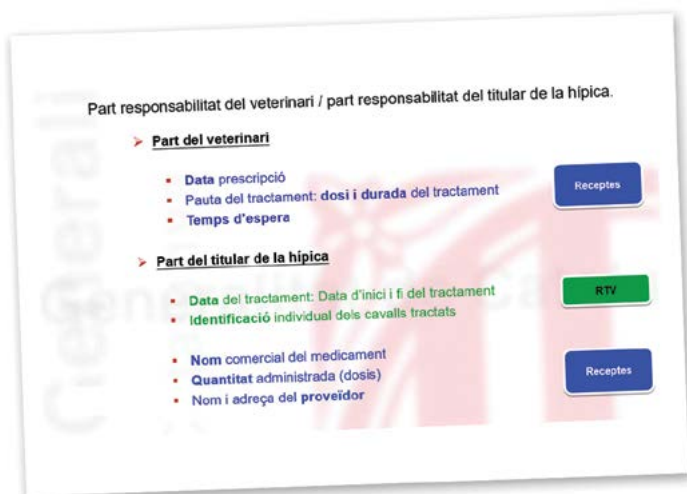 Part responsabilitat del veterinari / part responsabilitat del titular de la hípica.
Part del veterinari
Data prescripció
Pauta del tractament: dosi i durada del tractament
Temps d'espera
Receptes
Part del titular de la hípica
Data del tractament: Data d'inici i fi del tractament
Identificació individual dels cavalls tractats
RTV
Nom comercial del medicament
Quantitat administrada (dosis)
Nom i adreça del proveïdor
Receptes
Generali